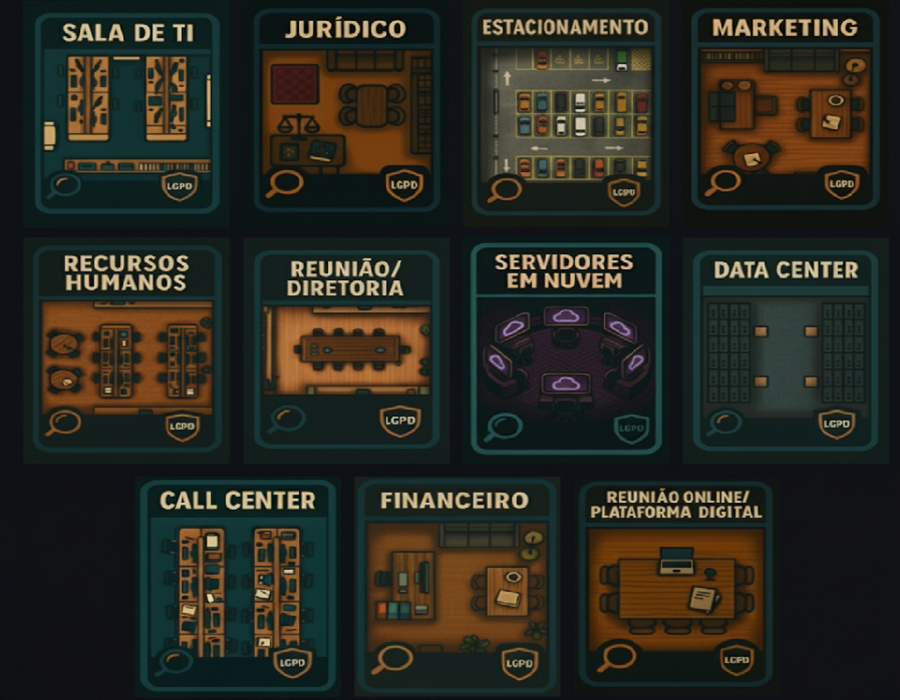 SALA DE TI
LGPD
JURÍDICO
LGPD
ESTACIONAMENTO
LGPD
MARKETING
LGPD
RECURSOS
HUMANOS
LGPD
REUNIÃO/
DIRETORIA
LGPD
SERVIDORES
EM NUVEM
LGPD
DATA CENTER
LGPD
CALL CENTER
LGPD
FINANCEIRO
LGPD
REUNIÃO ONLINE/
PLATAFORMA DIGITAL
LGPD